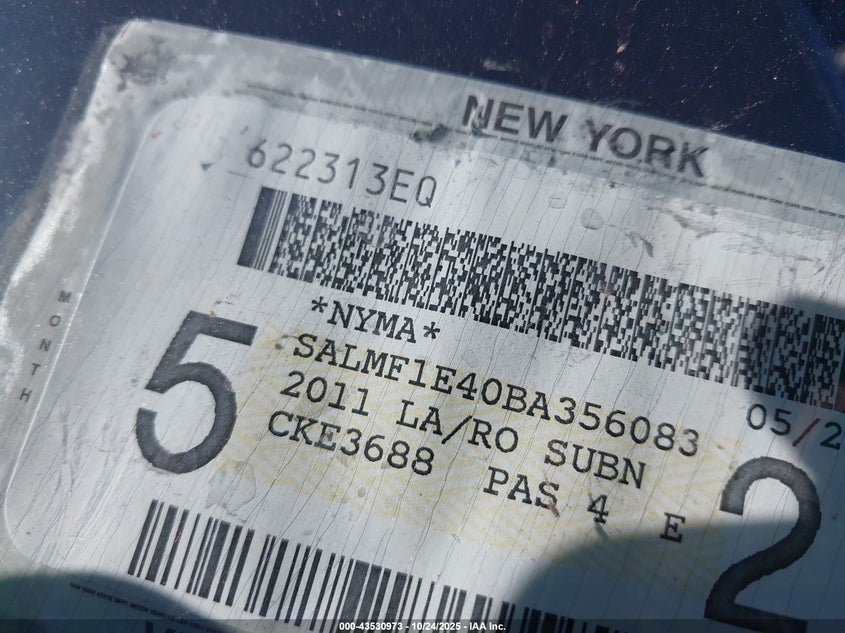 NEW YORK
622313EQ
*NYMA*
SALMF1E40BA356083 05/2
2011 LA/RO SUBN
CKE3688 PAS 4 E
MONTH
5
2
000-43530973 - 10/24/2025 - IAA Inc.